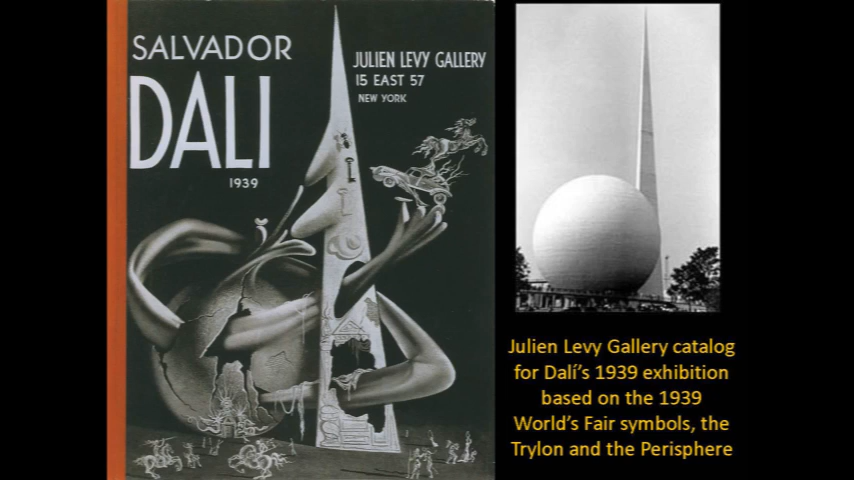 SALVADOR
DALI
1939
JULIEN LEVY GALLERY
15 EAST 57
NEW YORK
Julien Levy Gallery catalog
for Dalí's 1939 exhibition
based on the 1939
World's Fair symbols, the
Trylon and the Perisphere